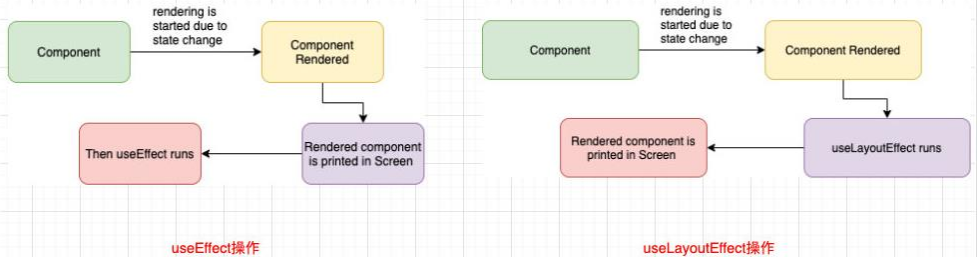 rendering is
started due to
state change
Component
Component
Rendered
Then useEffect runs
Rendered component
is printed in Screen
useEffect操作
rendering is
started due to
state change
Component
Component Rendered
Rendered component is
printed in Screen
useLayoutEffect runs
useLayoutEffect操作